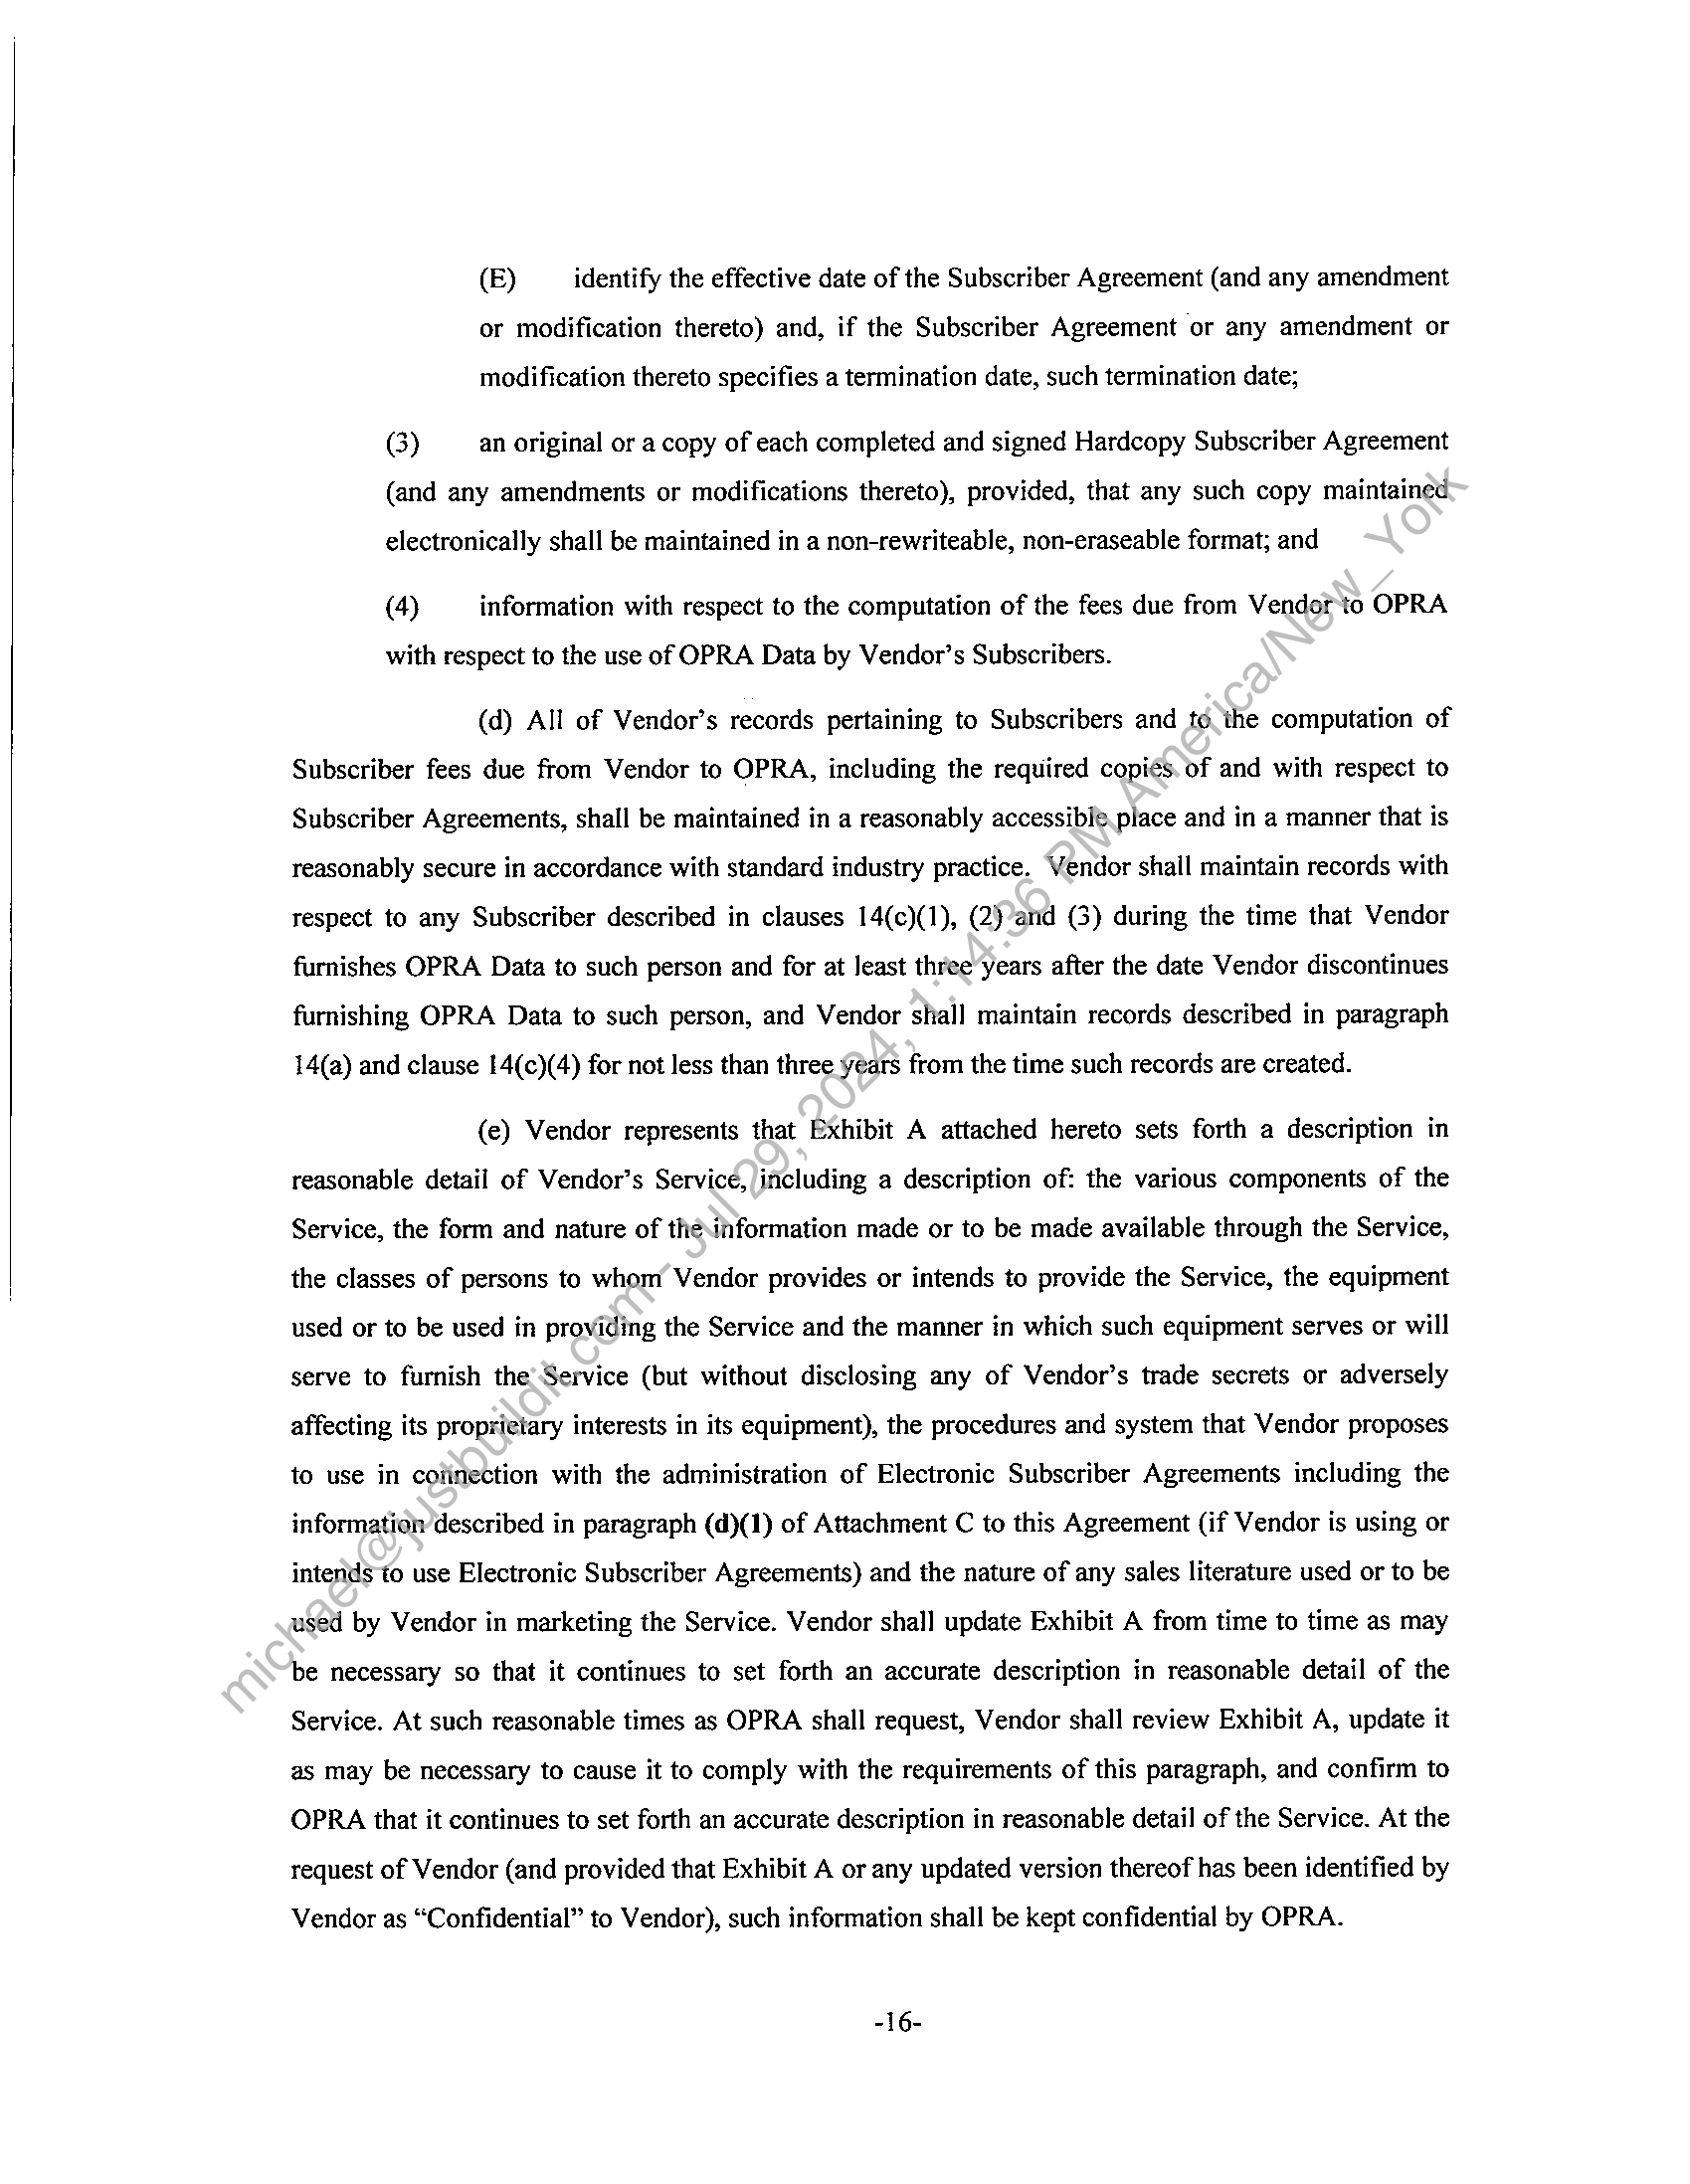 (E) identify the effective date of the Subscriber Agreement (and any amendment
or modification thereto) and, if the Subscriber Agreement or any amendment or
modification thereto specifies a termination date, such termination date;
(3) an original or a copy of each completed and signed Hardcopy Subscriber Agreement
(and any amendments or modifications thereto), provided, that any such copy maintained
electronically shall be maintained in a non-rewriteable, non-eraseable format; and
(4) information with respect to the computation of the fees due from Vendor to OPRA
with respect to the use of OPRA Data by Vendor's Subscribers.
(d) All of Vendor's records pertaining to Subscribers and to the computation of
Subscriber fees due from Vendor to OPRA, including the required copies of and with respect to
Subscriber Agreements, shall be maintained in a reasonably accessible place and in a manner that is
reasonably secure in accordance with standard industry practice. Vendor shall maintain records with
respect to any Subscriber described in clauses 14(c)(1), (2) and (3) during the time that Vendor
furnishes OPRA Data to such person and for at least three years after the date Vendor discontinues
furnishing OPRA Data to such person, and Vendor shall maintain records described in paragraph
14(a) and clause 14(c)(4) for not less than three years from the time such records are created.
(e) Vendor represents that Exhibit A attached hereto sets forth a description in
reasonable detail of Vendor's Service, including a description of: the various components of the
Service, the form and nature of the information made or to be made available through the Service,
the classes of persons to whom Vendor provides or intends to provide the Service, the equipment
used or to be used in providing the Service and the manner in which such equipment serves or will
serve to furnish the Service (but without disclosing any of Vendor's trade secrets or adversely
affecting its proprietary interests in its equipment), the procedures and system that Vendor proposes
to use in connection with the administration of Electronic Subscriber Agreements including the
information described in paragraph (d)(1) of Attachment C to this Agreement (if Vendor is using or
intends to use Electronic Subscriber Agreements) and the nature of any sales literature used or to be
used by Vendor in marketing the Service. Vendor shall update Exhibit A from time to time as may
be necessary so that it continues to set forth an accurate description in reasonable detail of the
Service. At such reasonable times as OPRA shall request, Vendor shall review Exhibit A, update it
as may be necessary to cause it to comply with the requirements of this paragraph, and confirm to
OPRA that it continues to set forth an accurate description in reasonable detail of the Service. At the
request of Vendor (and provided that Exhibit A or any updated version thereof has been identified by
Vendor as “Confidential” to Vendor), such information shall be kept confidential by OPRA.
-16-
michael@justbuildit.com - Jul 29, 2024, 1:14:36 PM America/New_York